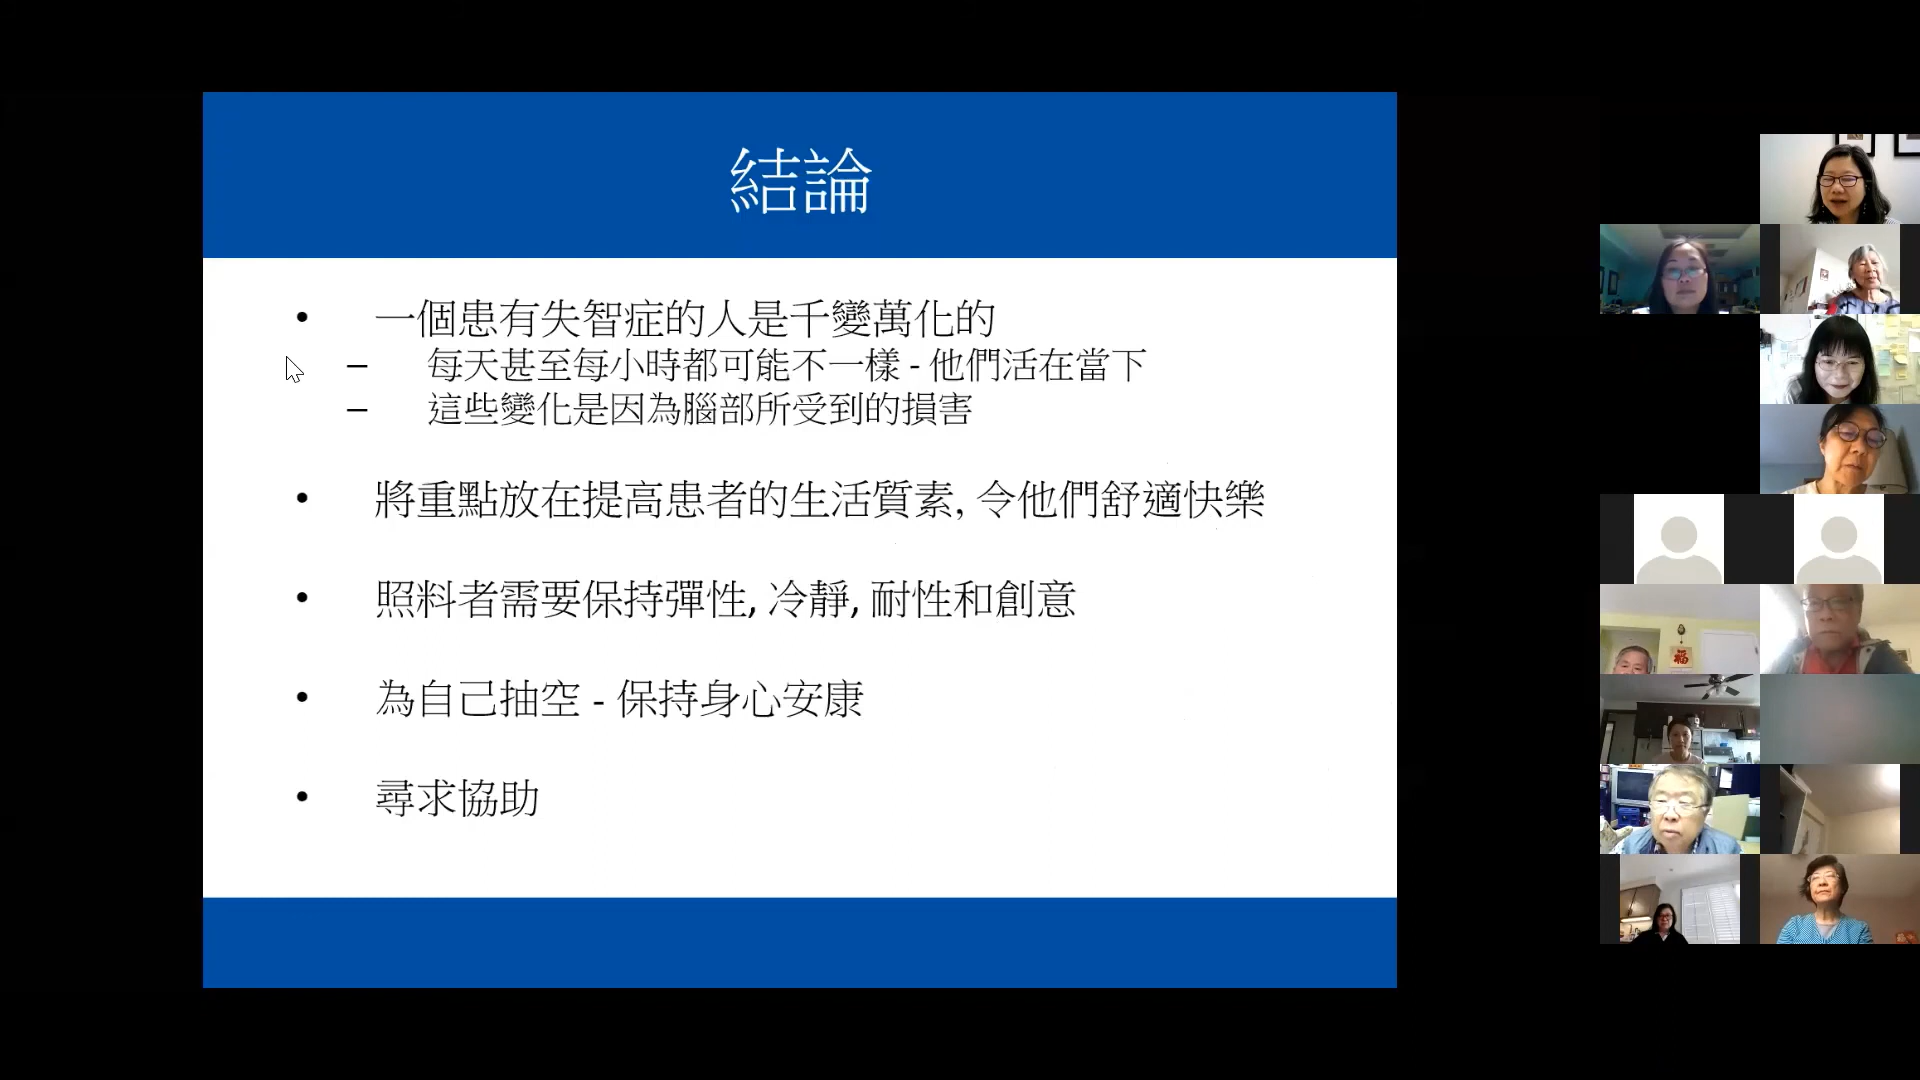 結論
• 一個患有失智症的人是千變萬化的
– 每天甚至每小時都可能不一樣 - 他們活在當下
– 這些變化是因為腦部所受到的損害
• 將重點放在提高患者的生活質素, 令他們舒適快樂
• 照料者需要保持彈性, 冷靜, 耐性和創意
• 為自己抽空 - 保持身心安康
• 尋求協助
福